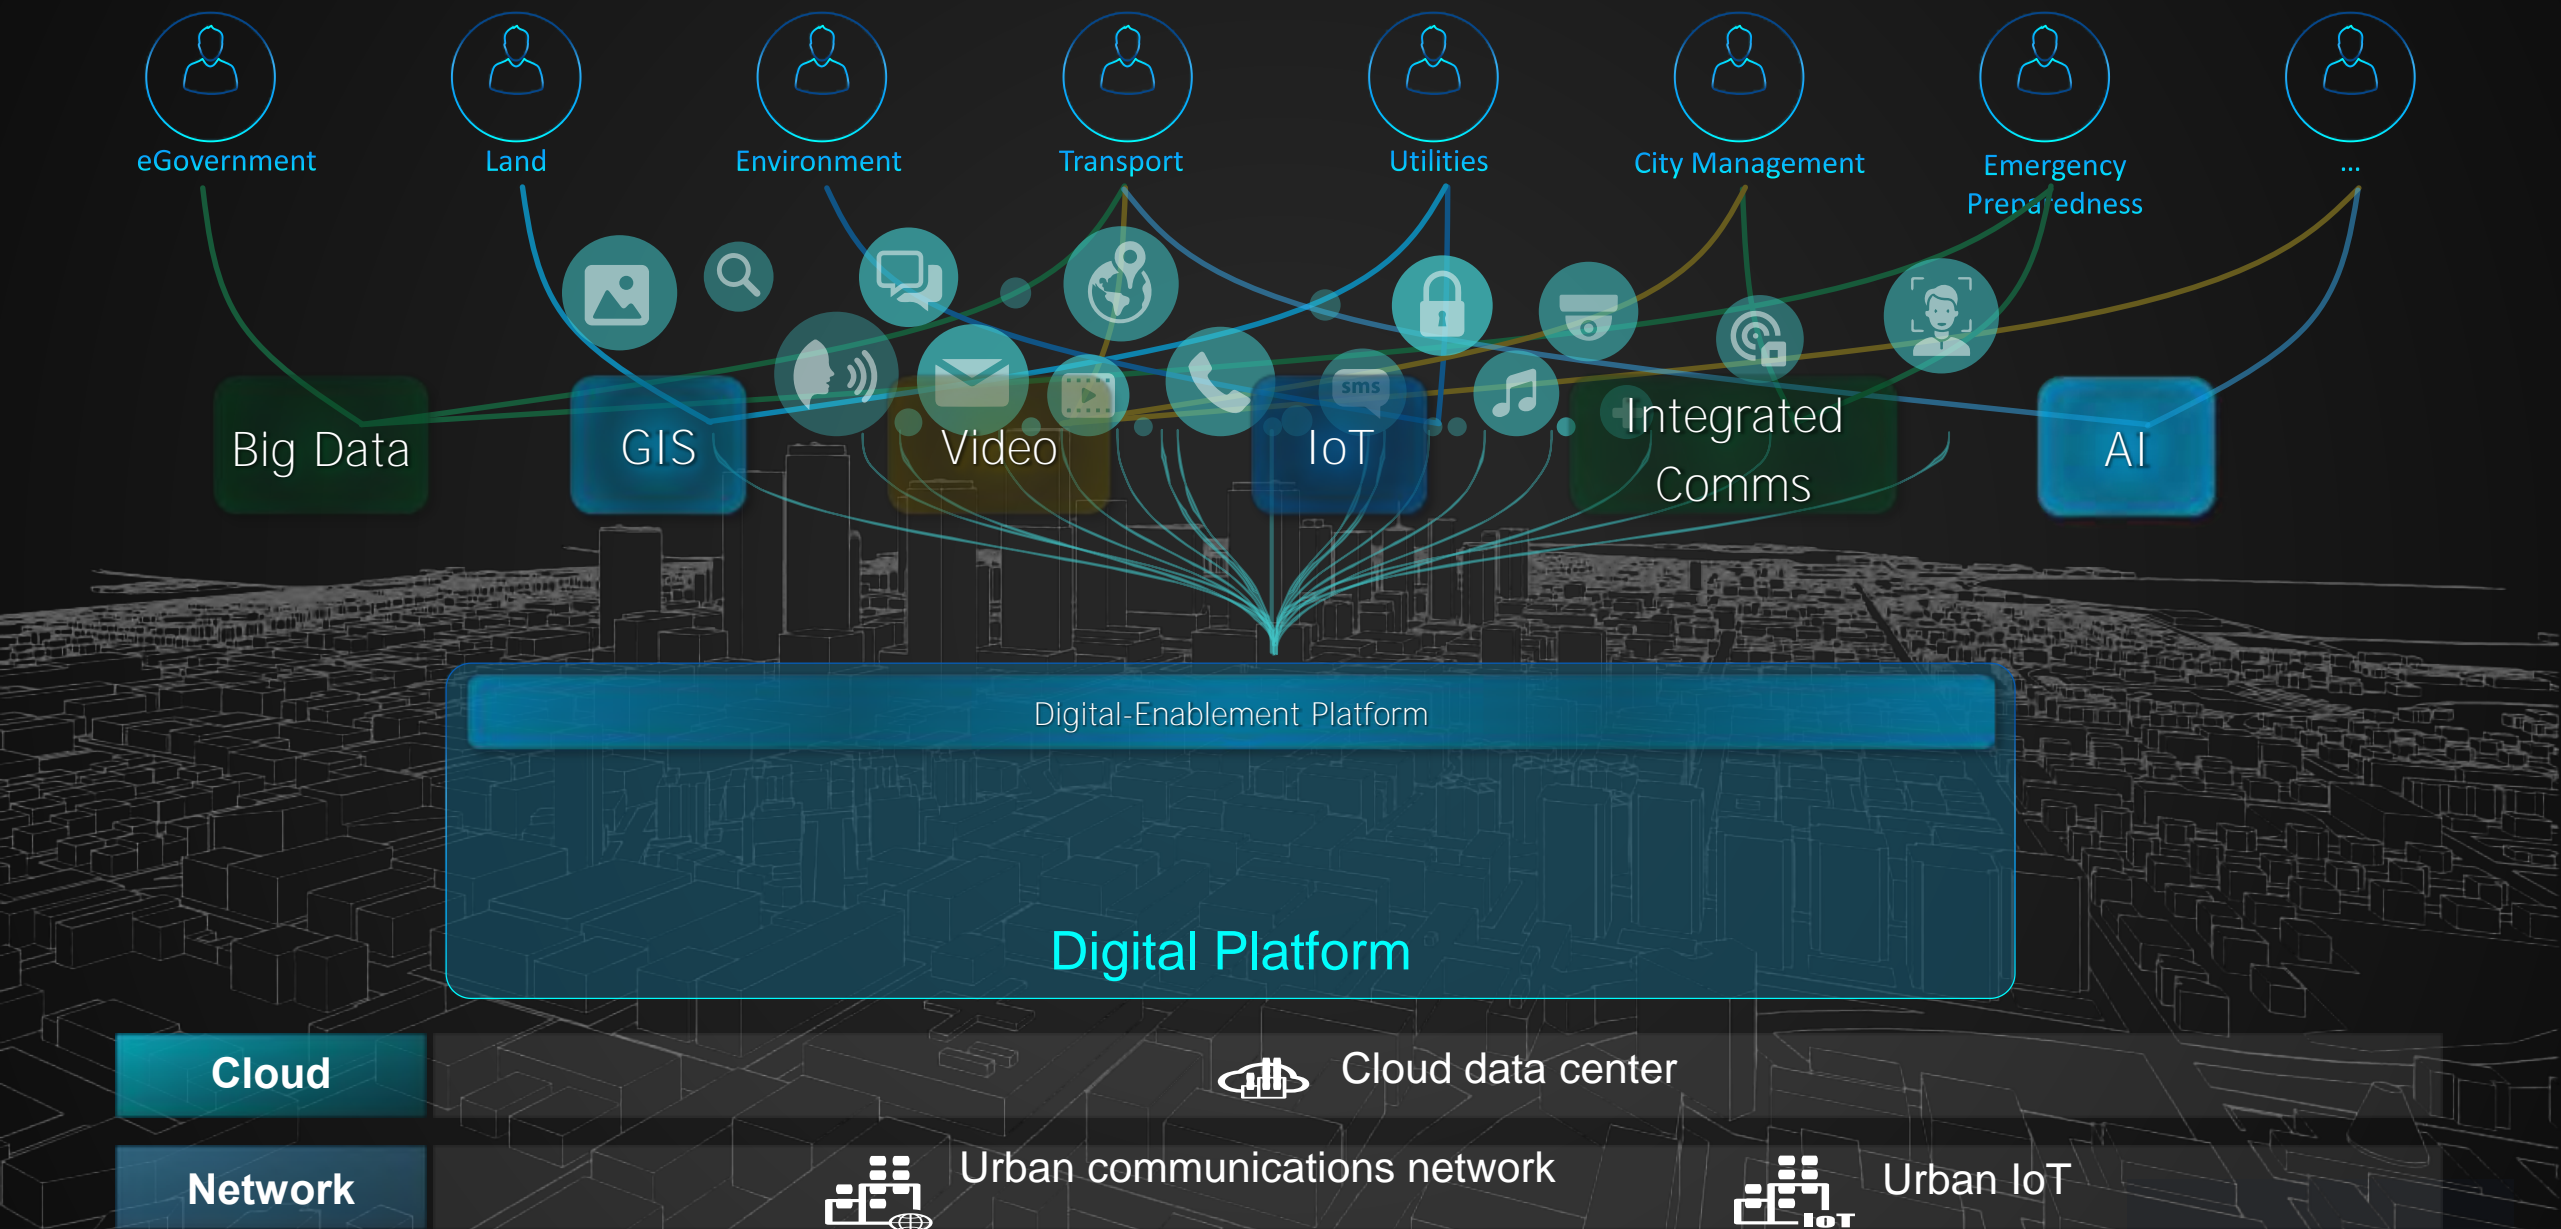 eGovernment
Land
Environment
Transport
Utilities
City Management
Emergency
Preparedness
...
sms
Big Data
GIS
Video
IoT
Integrated
Comms
AI
Digital-Enablement Platform
Digital Platform
Cloud
Cloud data center
Network
Urban communications network
Urban IoT
IoT